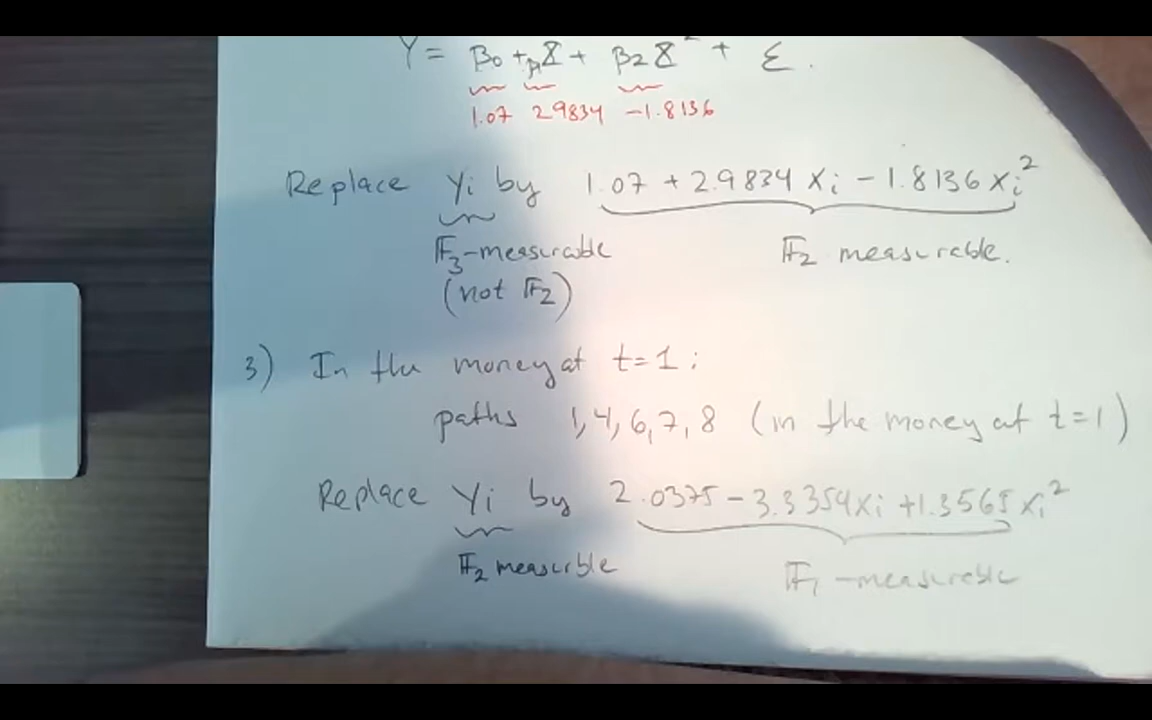 Y = β0 + β1X + β2X² + ε.
1.07 2.9834 -1.8136
Replace Yi by 1.07 + 2.9834 Xi - 1.8136 Xi²
F3-measurable F2 measurable.
(not F2)
3) In the money at t=1:
paths 1,4,6,7,8 (in the money at t=1)
Replace Yi by 2.0375 - 3.3354Xi + 1.3565 Xi²
F2 measurble F1-measurable